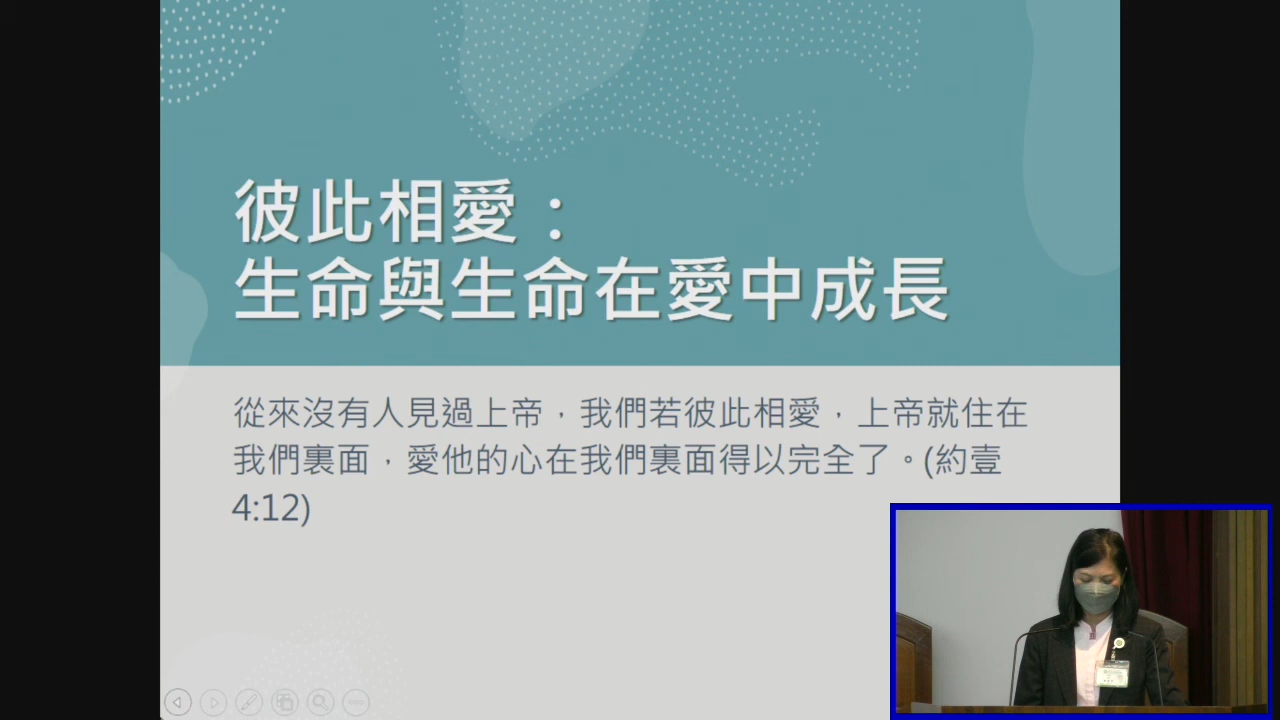 彼此相愛：
生命與生命在愛中成長
從來沒有人見過上帝，我們若彼此相愛，上帝就住在
我們裏面，愛他的心在我們裏面得以完全了。(約壹
4:12)